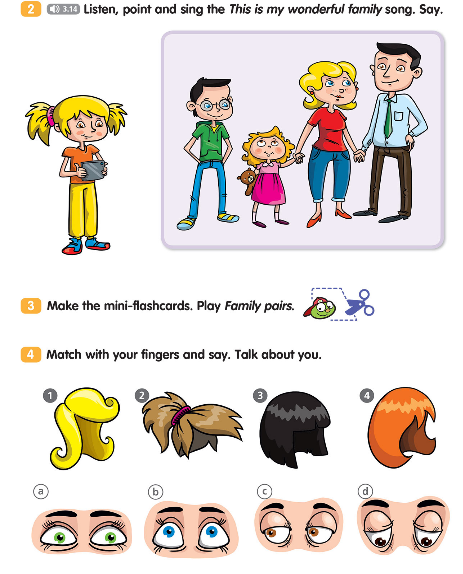 2 3.14 Listen, point and sing the This is my wonderful family song. Say.
3 Make the mini-flashcards. Play Family pairs.
4 Match with your fingers and say. Talk about you.
1 2 3 4
a b c d